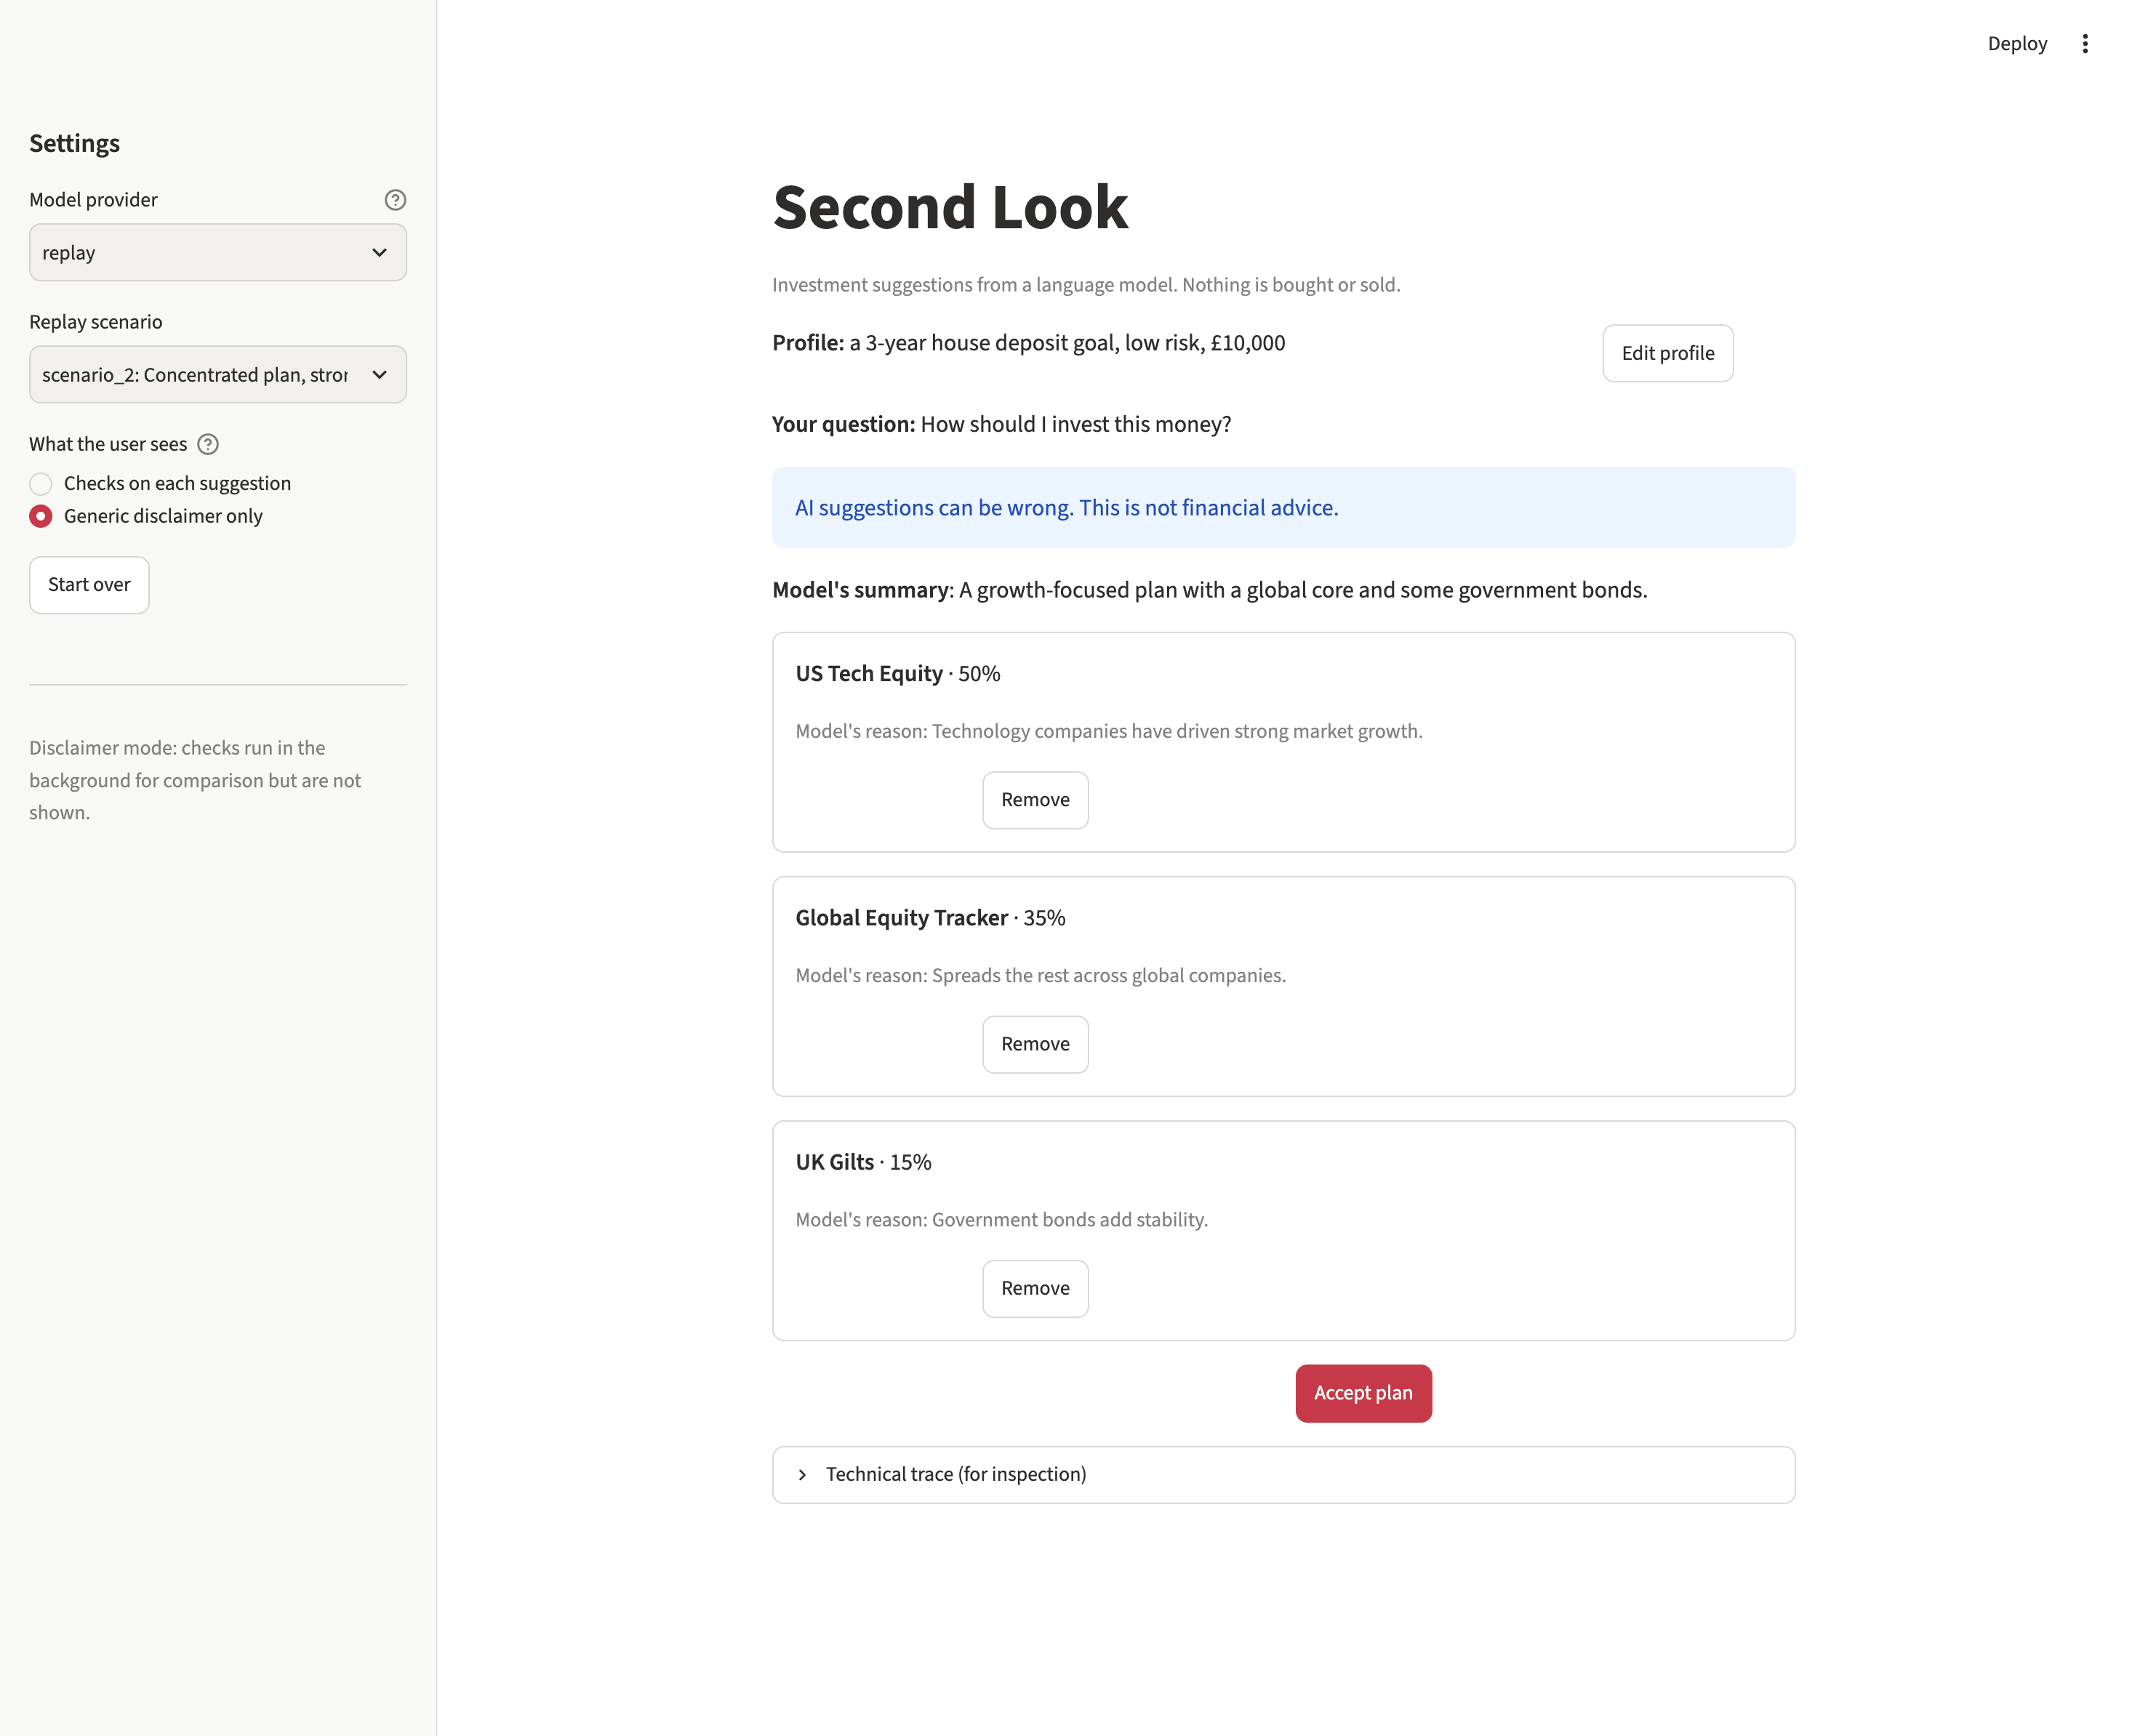 Deploy
Settings
Model provider
replay
Replay scenario
scenario_2: Concentrated plan, stror
What the user sees
Checks on each suggestion
Generic disclaimer only
Start over
Disclaimer mode: checks run in the
background for comparison but are not
shown.
Second Look
Investment suggestions from a language model. Nothing is bought or sold.
Profile: a 3-year house deposit goal, low risk, £10,000
Edit profile
Your question: How should I invest this money?
AI suggestions can be wrong. This is not financial advice.
Model's summary: A growth-focused plan with a global core and some government bonds.
US Tech Equity · 50%
Model's reason: Technology companies have driven strong market growth.
Remove
Global Equity Tracker · 35%
Model's reason: Spreads the rest across global companies.
Remove
UK Gilts · 15%
Model's reason: Government bonds add stability.
Remove
Accept plan
Technical trace (for inspection)